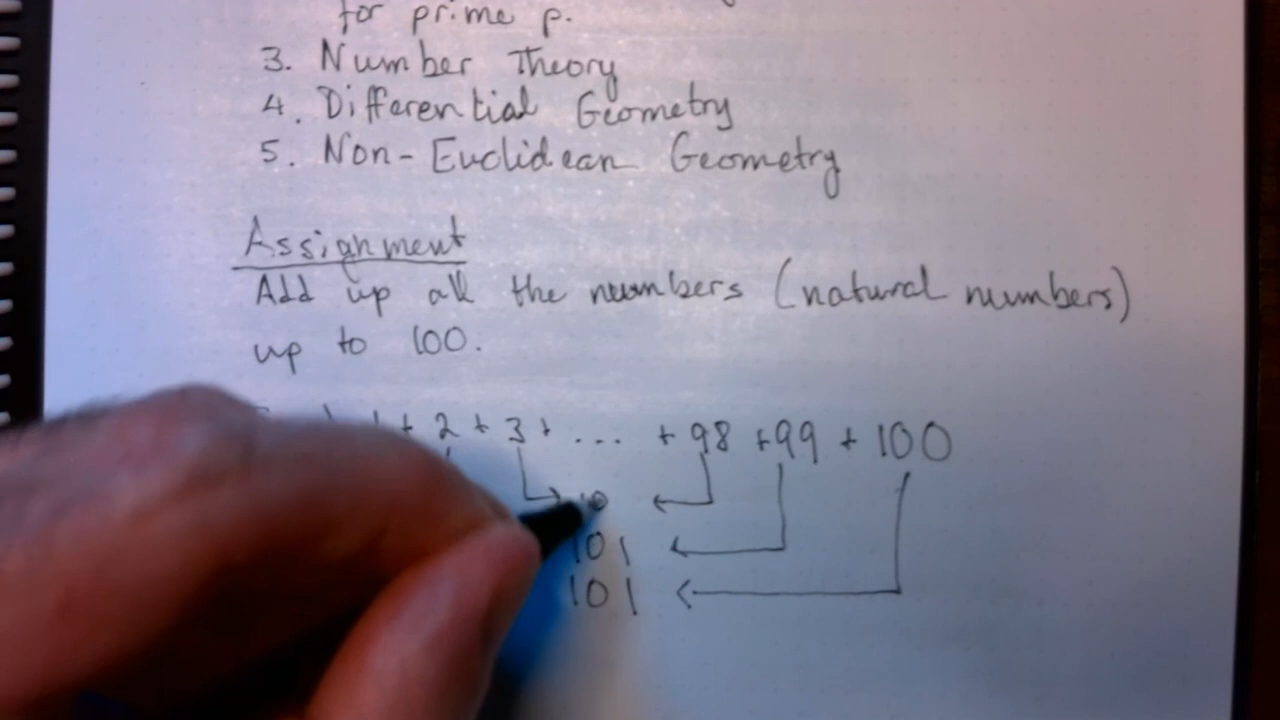 for prime p.
3. Number Theory
4. Differential Geometry
5. Non-Euclidean Geometry
Assignment
Add up all the numbers (natural numbers)
up to 100.
+ 2 + 3 + ... + 98 + 99 + 100
10
101
101